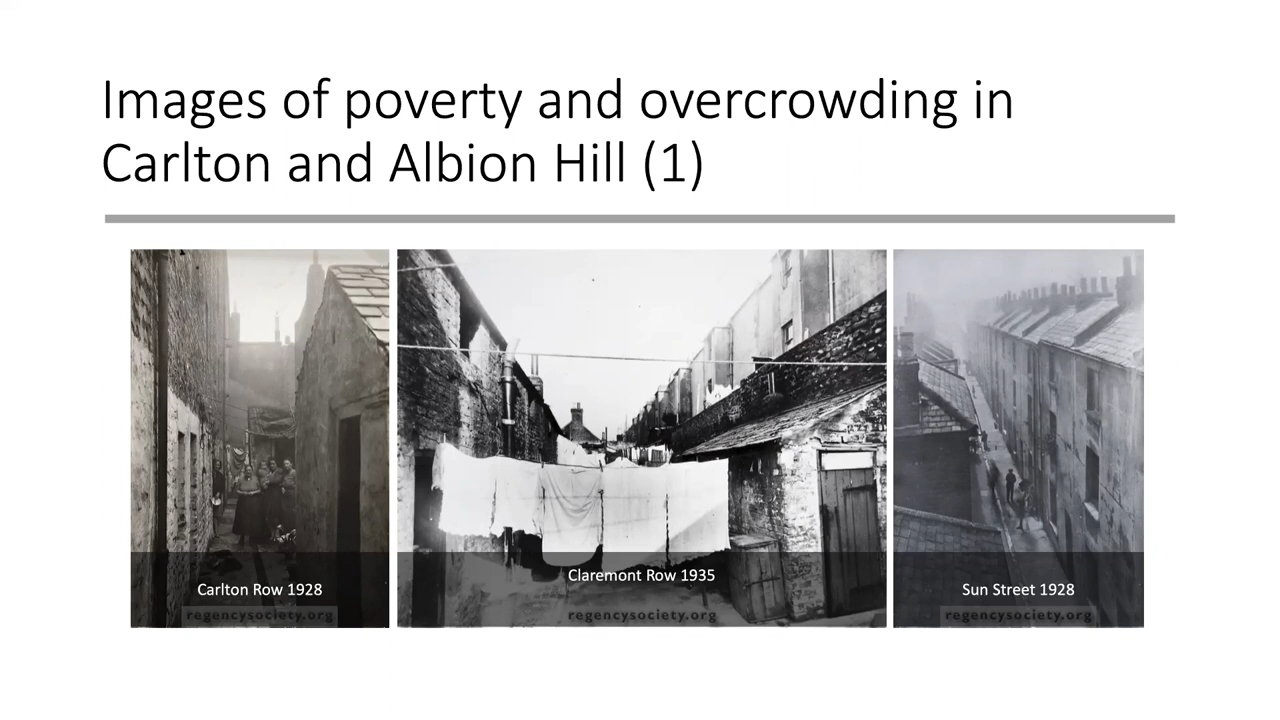 Images of poverty and overcrowding in
Carlton and Albion Hill (1)
Carlton Row 1928
regencysociety.org
Claremont Row 1935
regencysociety.org
Sun Street 1928
regencysociety.org